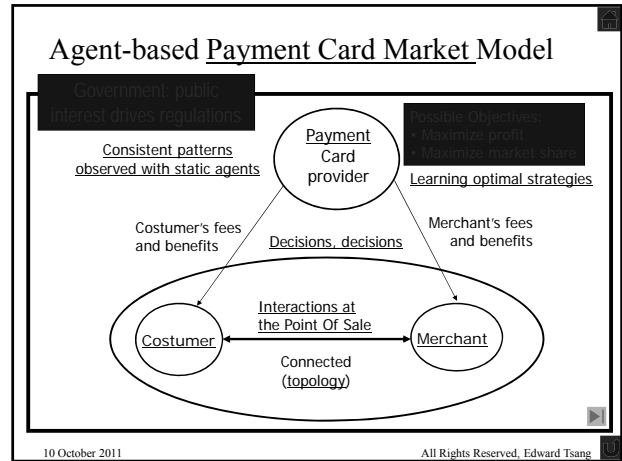 Agent-based Payment Card Market Model
Government: public
interest drives regulations
Possible Objectives:
• Maximize profit
• Maximize market share
Payment
Card
provider
Consistent patterns
observed with static agents
Learning optimal strategies
Costumer's fees
and benefits
Merchant's fees
and benefits
Decisions, decisions
Interactions at
the Point Of Sale
Costumer
Merchant
Connected
(topology)
10 October 2011
All Rights Reserved, Edward Tsang